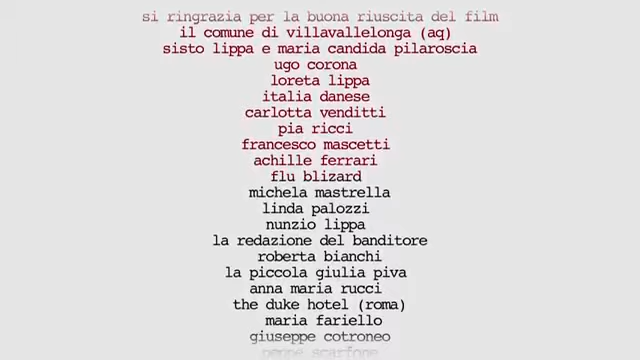 si ringrazia per la buona riuscita del film
il comune di villavallelonga (aq)
sisto lippa e maria candida pilaroscia
ugo corona
loreta lippa
italia danese
carlotta venditti
pia ricci
francesco mascetti
achille ferrari
flu blizard
michela mastrella
linda palozzi
nunzio lippa
la redazione del banditore
roberta bianchi
la piccola giulia piva
anna maria rucci
the duke hotel (roma)
maria fariello
giuseppe cotroneo